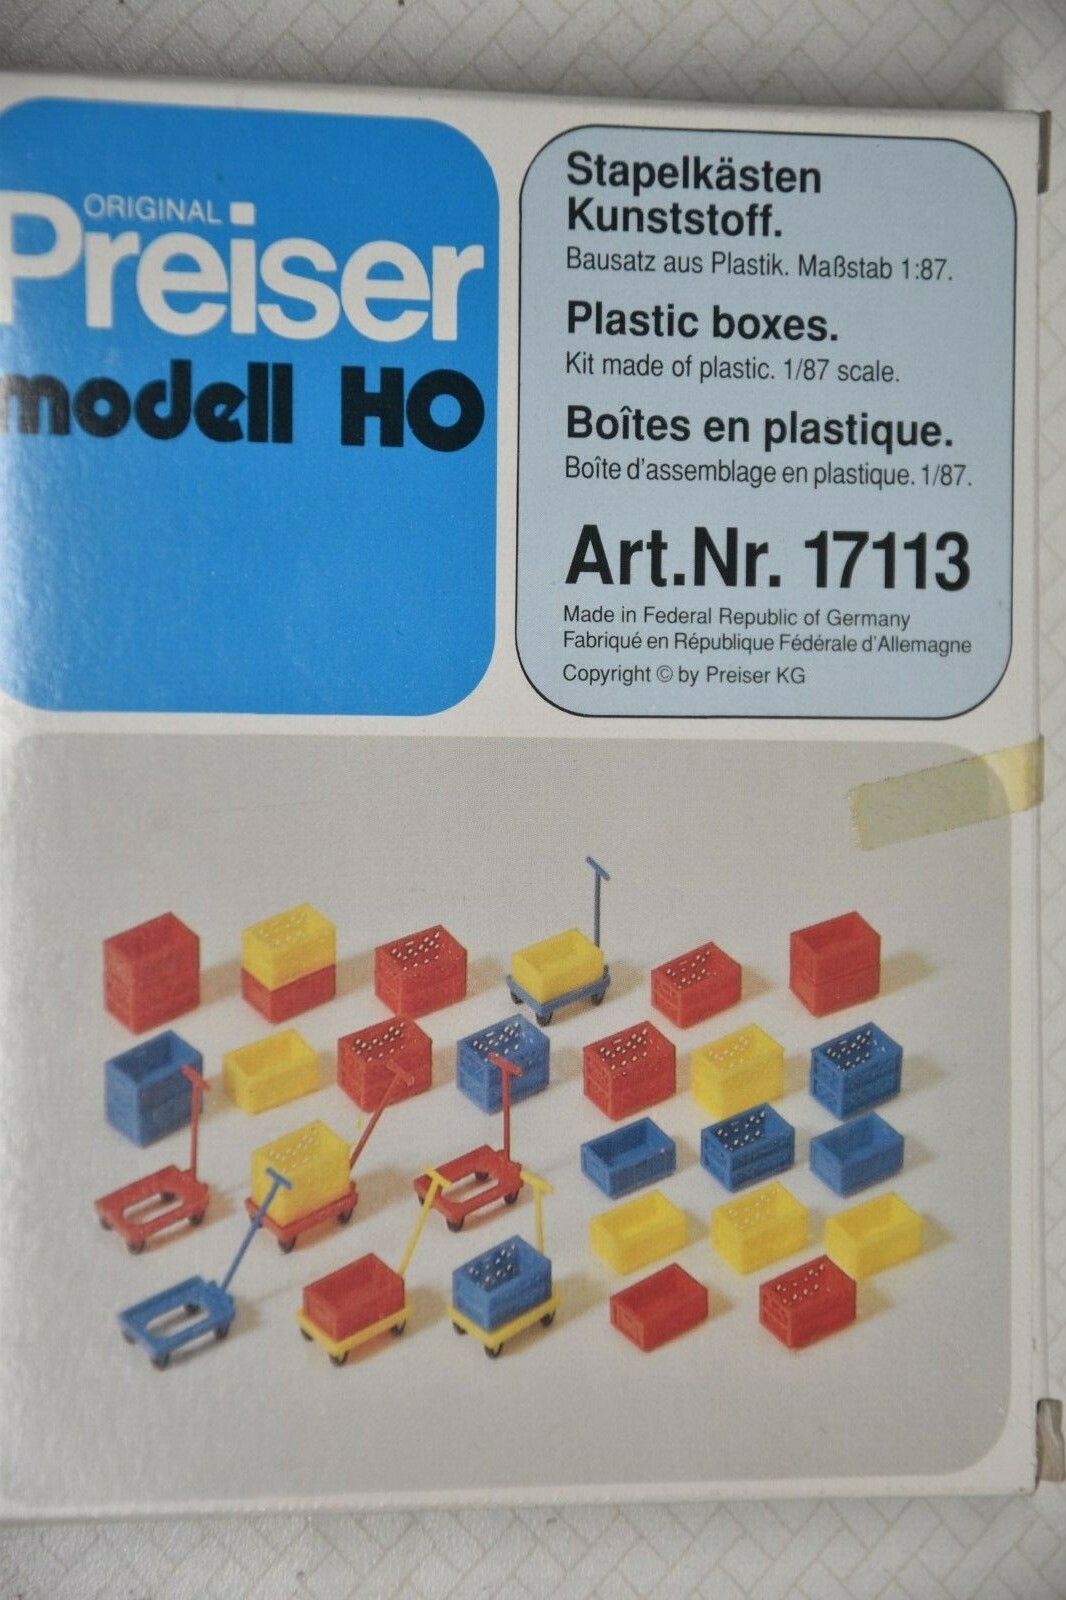 ORIGINAL
Preiser
modell HO
Stapelkästen
Kunststoff.
Bausatz aus Plastik. Maßstab 1:87.
Plastic boxes.
Kit made of plastic. 1/87 scale.
Boîtes en plastique.
Boîte d'assemblage en plastique. 1/87.
Art.Nr. 17113
Made in Federal Republic of Germany
Fabriqué en République Fédérale d'Allemagne
Copyright © by Preiser KG